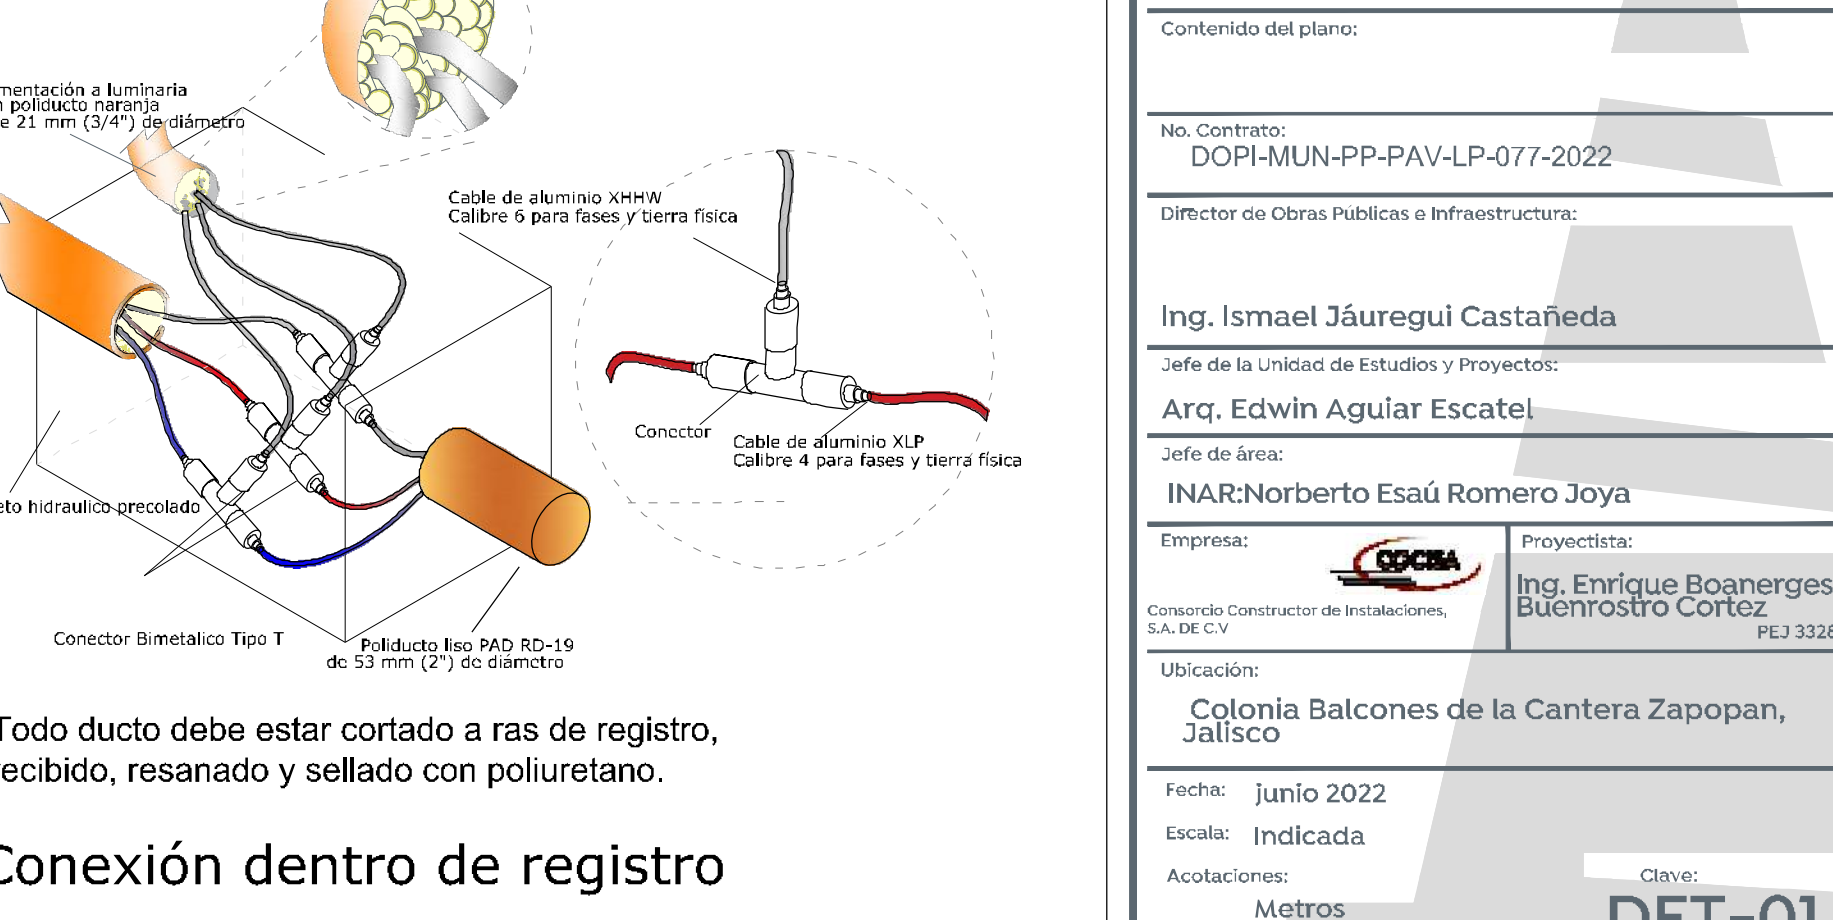 mentación a luminaria
n poliducto naranja
e 21 mm (3/4") de diámetro
Cable de aluminio XHHW
Calibre 6 para fases y tierra física
Conector
Cable de aluminio XLP
Calibre 4 para fases y tierra física
eto hidraulico precolado
Conector Bimetalico Tipo T
Poliducto liso PAD RD-19
de 53 mm (2") de diámetro
Todo ducto debe estar cortado a ras de registro,
recibido, resanado y sellado con poliuretano.
Conexión dentro de registro
Contenido del plano:
No. Contrato:
DOPI-MUN-PP-PAV-LP-077-2022
Director de Obras Públicas e Infraestructura:
Ing. Ismael Jáuregui Castañeda
Jefe de la Unidad de Estudios y Proyectos:
Arq. Edwin Aguiar Escatel
Jefe de área:
INAR:Norberto Esaú Romero Joya
Empresa:
COCISA
Consorcio Constructor de Instalaciones,
S.A. DE C.V
Proyectista:
Ing. Enrique Boanerges
Buenrostro Cortez
PEJ 3328
Ubicación:
Colonia Balcones de la Cantera Zapopan,
Jalisco
Fecha: junio 2022
Escala: Indicada
Acotaciones:
Metros
Clave:
DET-01